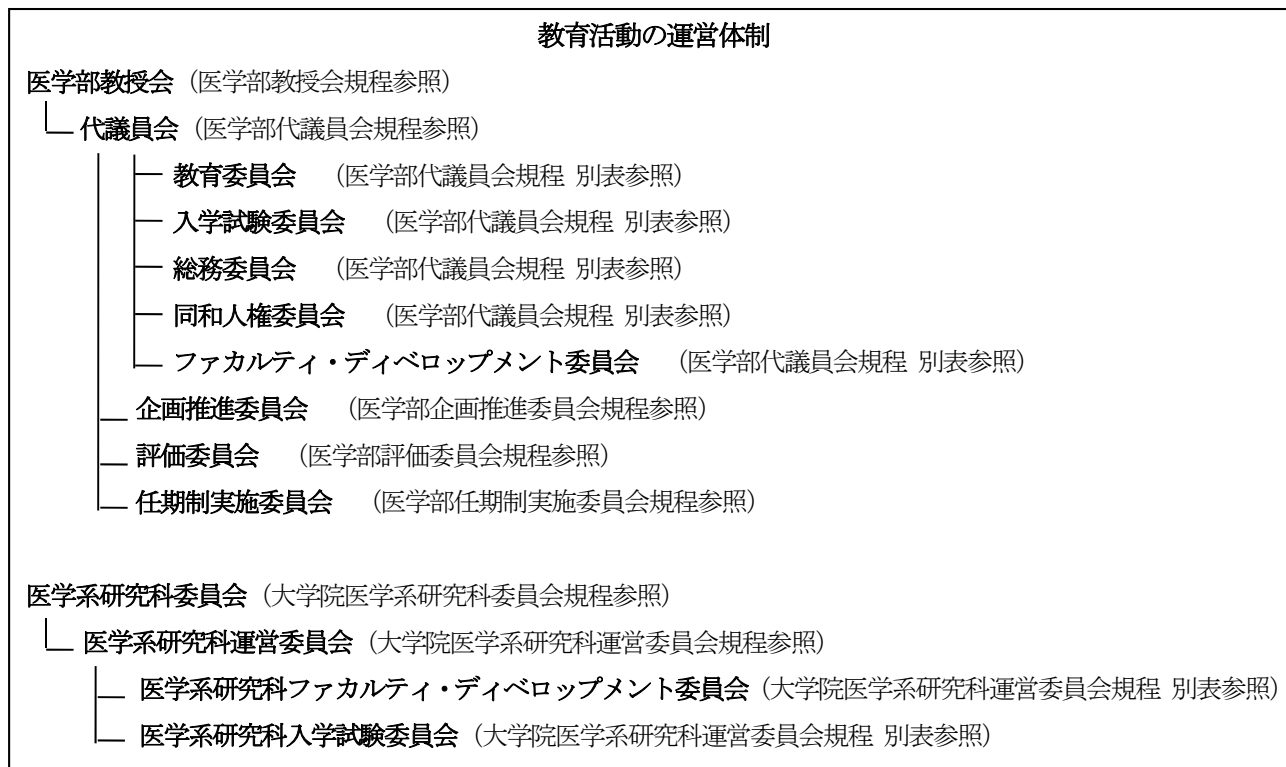 教育活動の運営体制
医学部教授会（医学部教授会規程参照）
代議員会（医学部代議員会規程参照）
教育委員会　（医学部代議員会規程 別表参照）
入学試験委員会　（医学部代議員会規程 別表参照）
総務委員会　（医学部代議員会規程 別表参照）
同和人権委員会　（医学部代議員会規程 別表参照）
ファカルティ・ディベロップメント委員会　（医学部代議員会規程 別表参照）
企画推進委員会　（医学部企画推進委員会規程参照）
評価委員会　（医学部評価委員会規程参照）
任期制実施委員会　（医学部任期制実施委員会規程参照）
医学系研究科委員会（大学院医学系研究科委員会規程参照）
医学系研究科運営委員会（大学院医学系研究科運営委員会規程参照）
医学系研究科ファカルティ・ディベロップメント委員会（大学院医学系研究科運営委員会規程 別表参照）
医学系研究科入学試験委員会（大学院医学系研究科運営委員会規程 別表参照）